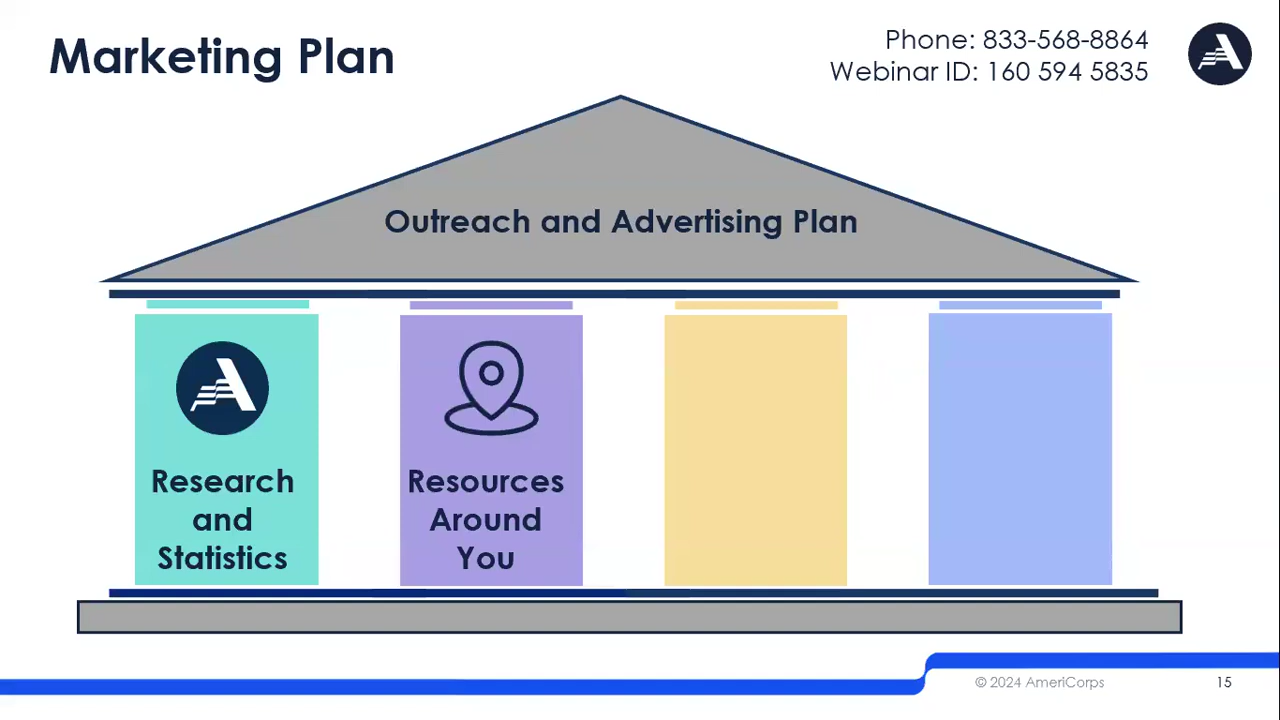 Marketing Plan
Phone: 833-568-8864
Webinar ID: 160 594 5835
Outreach and Advertising Plan
Research
and
Statistics
Resources
Around
You
© 2024 AmeriCorps
15